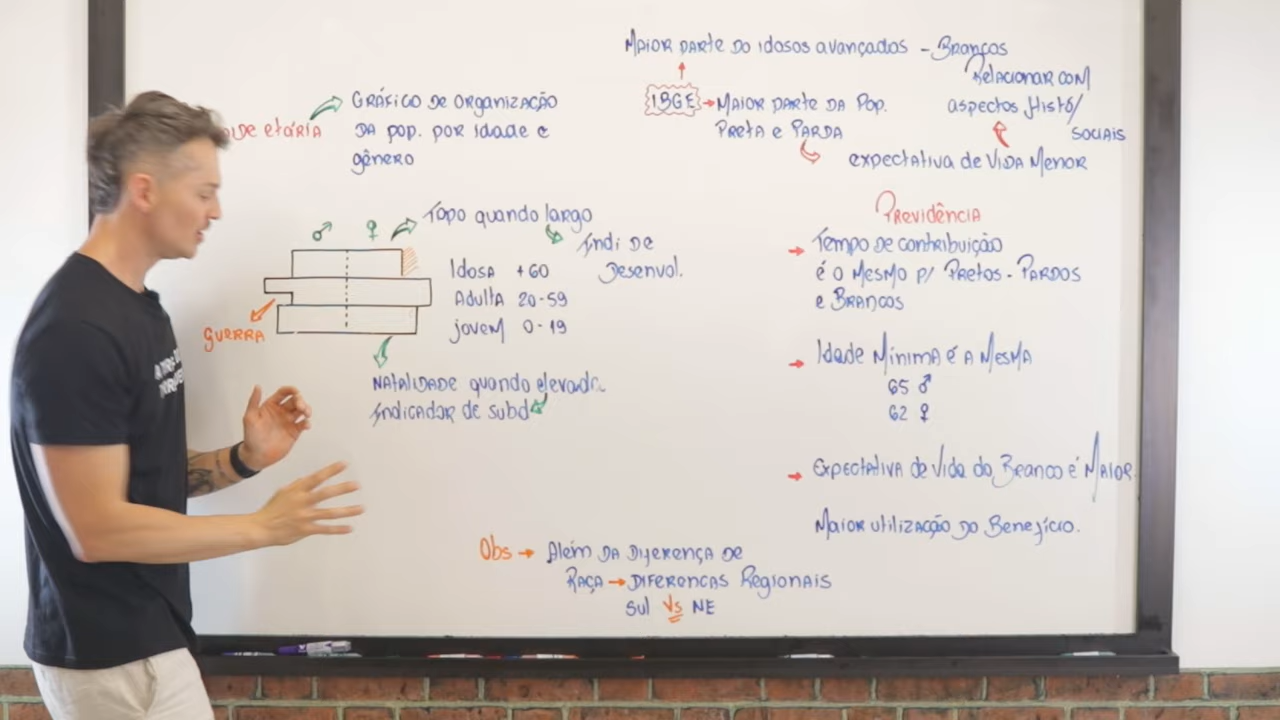 etária
GRÁFICO DE ORGANIZAÇÃO
DA POP. POR IDADE E
gênero
♂ ♀
Topo quando largo
Indi DE
Desenvol.
Idosa +60
Adulta 20-59
jovem 0-19
GUERRA
NATALIDADE quando elevada
Indicador de subd
MAIOR PARTE DO IDOSOS AVANÇADOS - BRANCOS
IBGE
MAIOR PARTE DA POP.
PRETA E PARDA
expectativa de VIDA MENOR
Relacionar com
aspectos Histó/
SOCIAIS
PREVIDÊNCIA
Tempo de contribuição
é o MESMO P/ PRETOS - PARDOS
e BRANCOS
Idade Mínima é a MESMA
65 ♂
62 ♀
EXPECTATIVA de Vida do Branco é MAIOR.
Maior utilização do Benefício.
Obs Além DA Diferença DE
RAÇA DIFERENCAS Regionais
Sul Vs NE